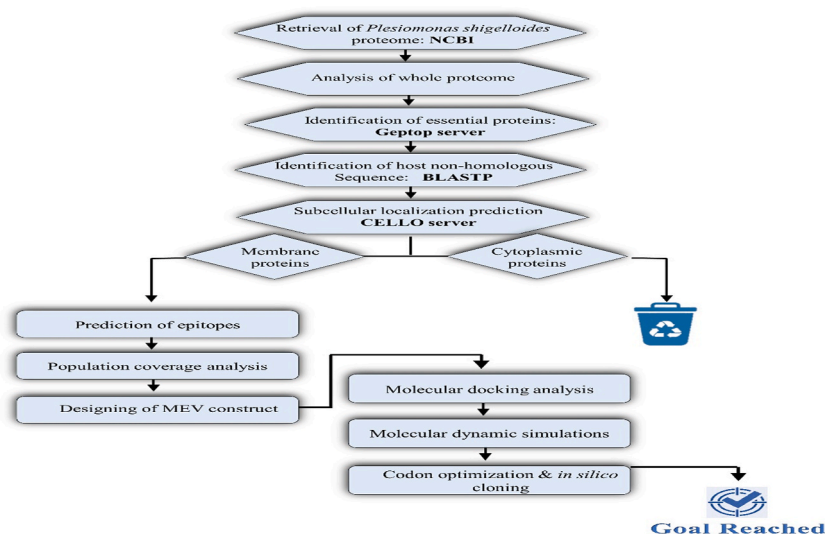 Retrieval of Plesiomonas shigelloides
proteome: NCBI
Analysis of whole proteome
Identification of essential proteins:
Geptop server
Identification of host non-homologous
Sequence: BLASTP
Subcellular localization prediction
CELLO server
Membrane
proteins
Cytoplasmic
proteins
Prediction of epitopes
Population coverage analysis
Designing of MEV construct
Molecular docking analysis
Molecular dynamic simulations
Codon optimization & in silico
cloning
Goal Reached